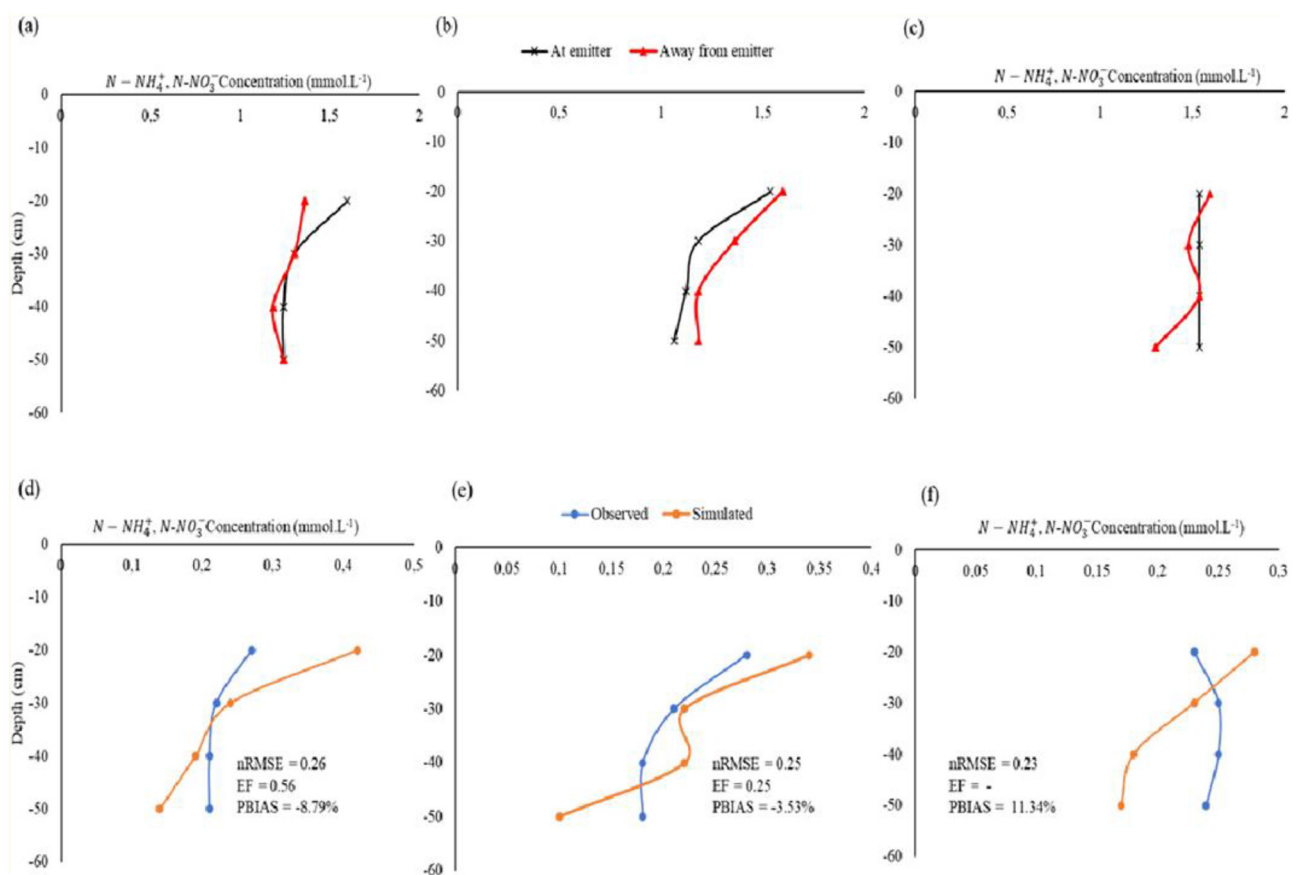 (a)
(b)
(c)
At emitter Away from emitter
N − NH₄⁺, N-NO₃⁻ Concentration (mmol.L⁻¹)
N − NH₄⁺, N-NO₃⁻ Concentration (mmol.L⁻¹)
0 0,5 1 1,5 2
0 0,5 1 1,5 2
0 0,5 1 1,5 2
Depth (cm)
0
-10
-20
-30
-40
-50
-60
0
-10
-20
-30
-40
-50
-60
0
-10
-20
-30
-40
-50
-60
(d)
(e)
(f)
Observed Simulated
N − NH₄⁺, N-NO₃⁻ Concentration (mmol.L⁻¹)
N − NH₄⁺, N-NO₃⁻ Concentration (mmol.L⁻¹)
0 0,1 0,2 0,3 0,4 0,5
0 0,05 0,1 0,15 0,2 0,25 0,3 0,35 0,4
0 0,05 0,1 0,15 0,2 0,25 0,3
Depth (cm)
0
-10
-20
-30
-40
-50
-60
nRMSE = 0.26
EF = 0.56
PBIAS = -8.79%
0
-10
-20
-30
-40
-50
-60
nRMSE = 0.25
EF = 0.25
PBIAS = -3.53%
0
-10
-20
-30
-40
-50
-60
nRMSE = 0.23
EF = -
PBIAS = 11.34%